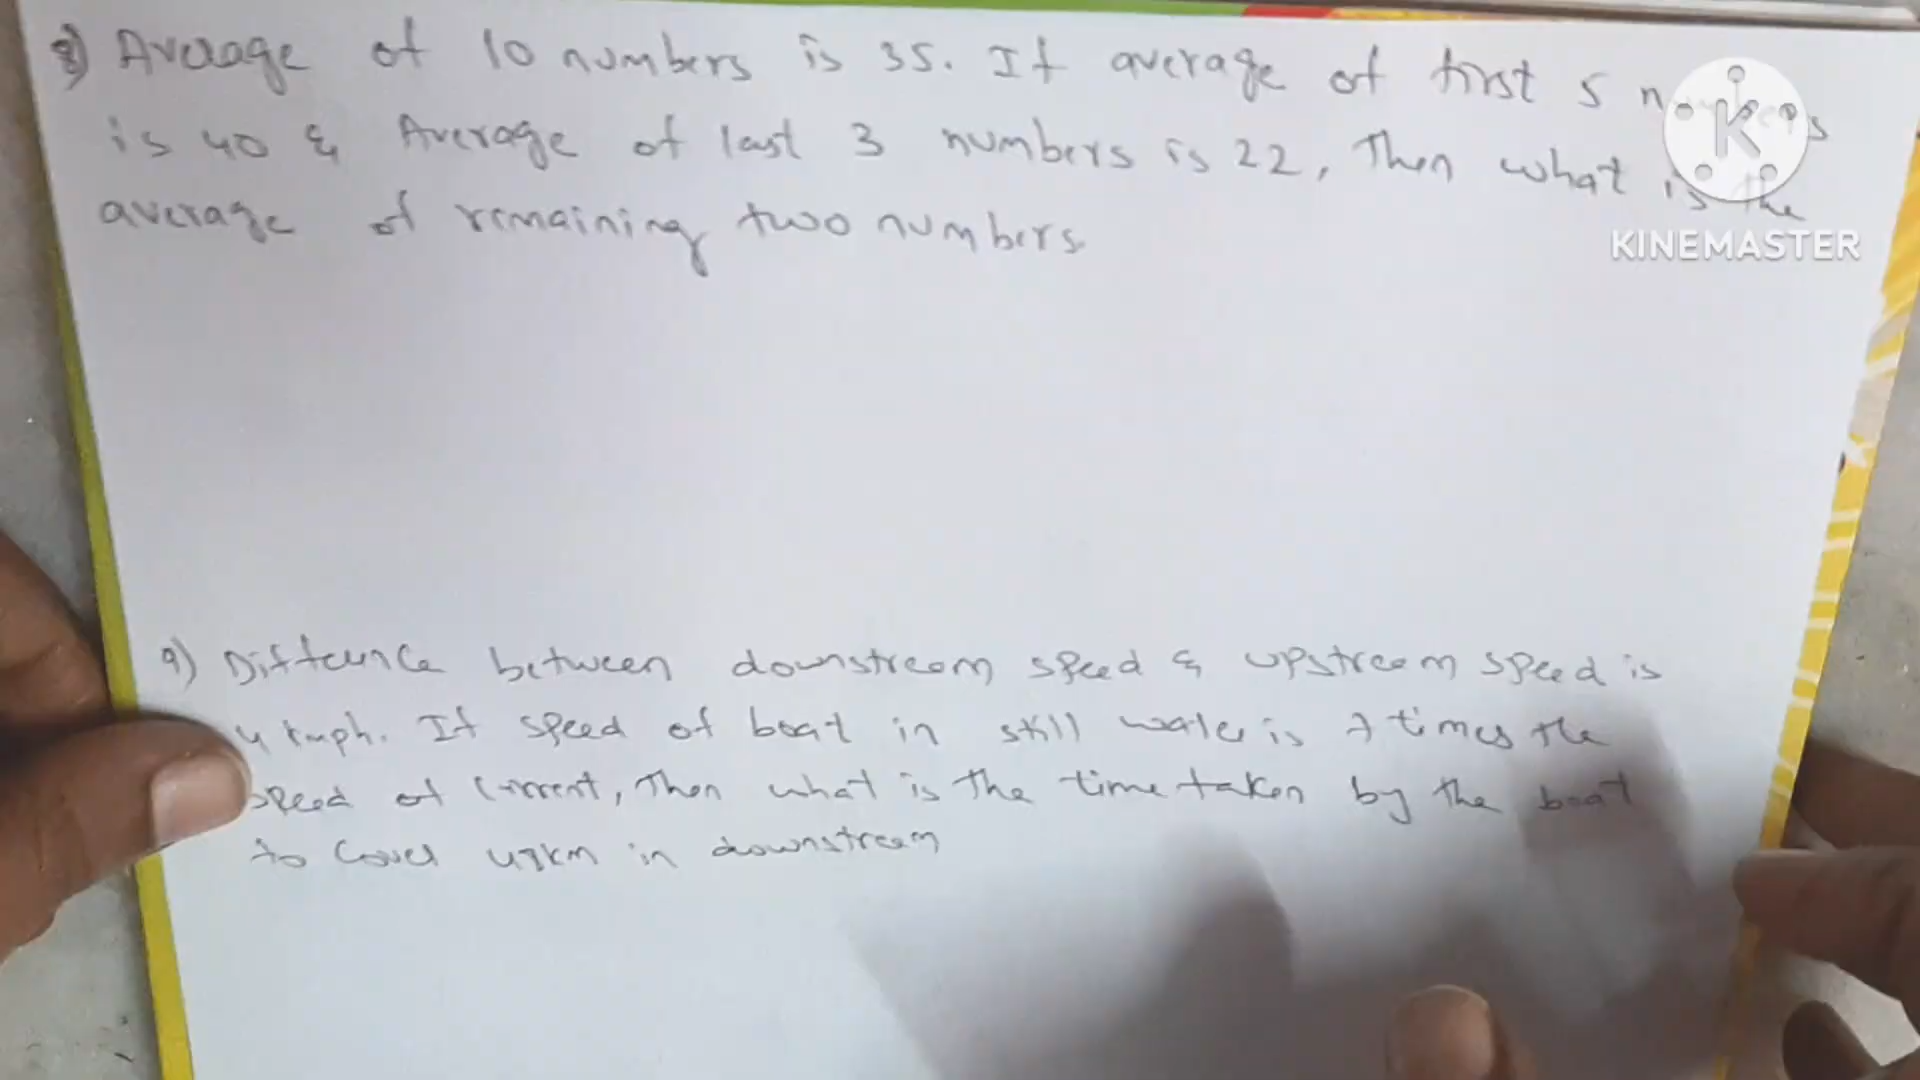 8) Average of 10 numbers is 35. If average of first 5
is 40 & Average of last 3 numbers is 22, Then what is the
average of remaining two numbers.
KINEMASTER
9) Difference between downstream speed & upstream speed is
4 kmph. If speed of boat in still water is 7 times the
speed of current, Then what is the time taken by the boat
to cover 48km in downstream